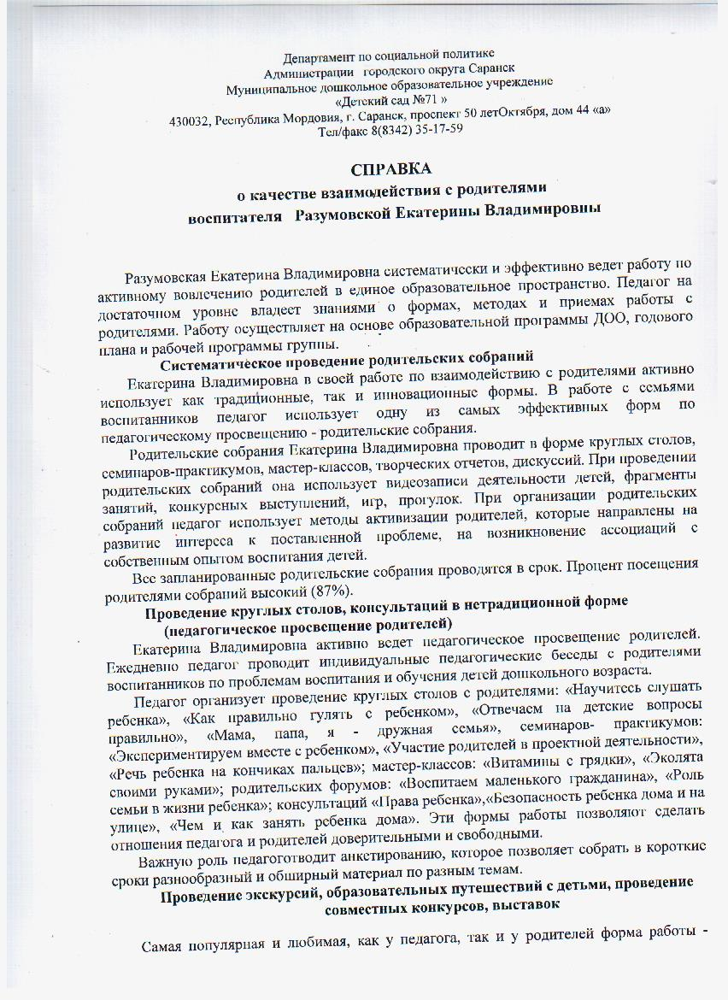 Департамент по социальной политике
Администрации городского округа Саранск
Муниципальное дошкольное образовательное учреждение
«Детский сад №71 »
430032, Республика Мордовия, г. Саранск, проспект 50 летОктября, дом 44 «а»
Тел/факс 8(8342) 35-17-59
СПРАВКА
о качестве взаимодействия с родителями
воспитателя Разумовской Екатерины Владимировны
Разумовская Екатерина Владимировна систематически и эффективно ведет работу по
активному вовлечению родителей в единое образовательное пространство. Педагог на
достаточном уровне владеет знаниями о формах, методах и приемах работы с
родителями. Работу осуществляет на основе образовательной программы ДОО, годового
плана и рабочей программы группы.
Систематическое проведение родительских собраний
Екатерина Владимировна в своей работе по взаимодействию с родителями активно
использует как традиционные, так и инновационные формы. В работе с семьями
воспитанников педагог использует одну из самых эффективных форм по
педагогическому просвещению - родительские собрания.
Родительские собрания Екатерина Владимировна проводит в форме круглых столов,
семинаров-практикумов, мастер-классов, творческих отчетов, дискуссий. При проведении
родительских собраний она использует видеозаписи деятельности детей, фрагменты
занятий, конкурсных выступлений, игр, прогулок. При организации родительских
собраний педагог использует методы активизации родителей, которые направлены на
развитие интереса к поставленной проблеме, на возникновение ассоциаций с
собственным опытом воспитания детей.
Все запланированные родительские собрания проводятся в срок. Процент посещения
родителями собраний высокий (87%).
Проведение круглых столов, консультаций в нетрадиционной форме
(педагогическое просвещение родителей)
Екатерина Владимировна активно ведет педагогическое просвещение родителей.
Ежедневно педагог проводит индивидуальные педагогические беседы с родителями
воспитанников по проблемам воспитания и обучения детей дошкольного возраста.
Педагог организует проведение круглых столов с родителями: «Научитесь слушать
ребенка», «Как правильно гулять с ребенком», «Отвечаем на детские вопросы
правильно», «Мама, папа, я - дружная семья», семинаров- практикумов:
«Экспериментируем вместе с ребенком», «Участие родителей в проектной деятельности»,
«Речь ребенка на кончиках пальцев»; мастер-классов: «Витамины с грядки», «Эколята
своими руками»; родительских форумов: «Воспитаем маленького гражданина», «Роль
семьи в жизни ребенка»; консультаций «Права ребенка»,«Безопасность ребенка дома и на
улице», «Чем и как занять ребенка дома». Эти формы работы позволяют сделать
отношения педагога и родителей доверительными и свободными.
Важную роль педагоготводит анкетированию, которое позволяет собрать в короткие
сроки разнообразный и обширный материал по разным темам.
Проведение экскурсий, образовательных путешествий с детьми, проведение
совместных конкурсов, выставок
Самая популярная и любимая, как у педагога, так и у родителей форма работы -